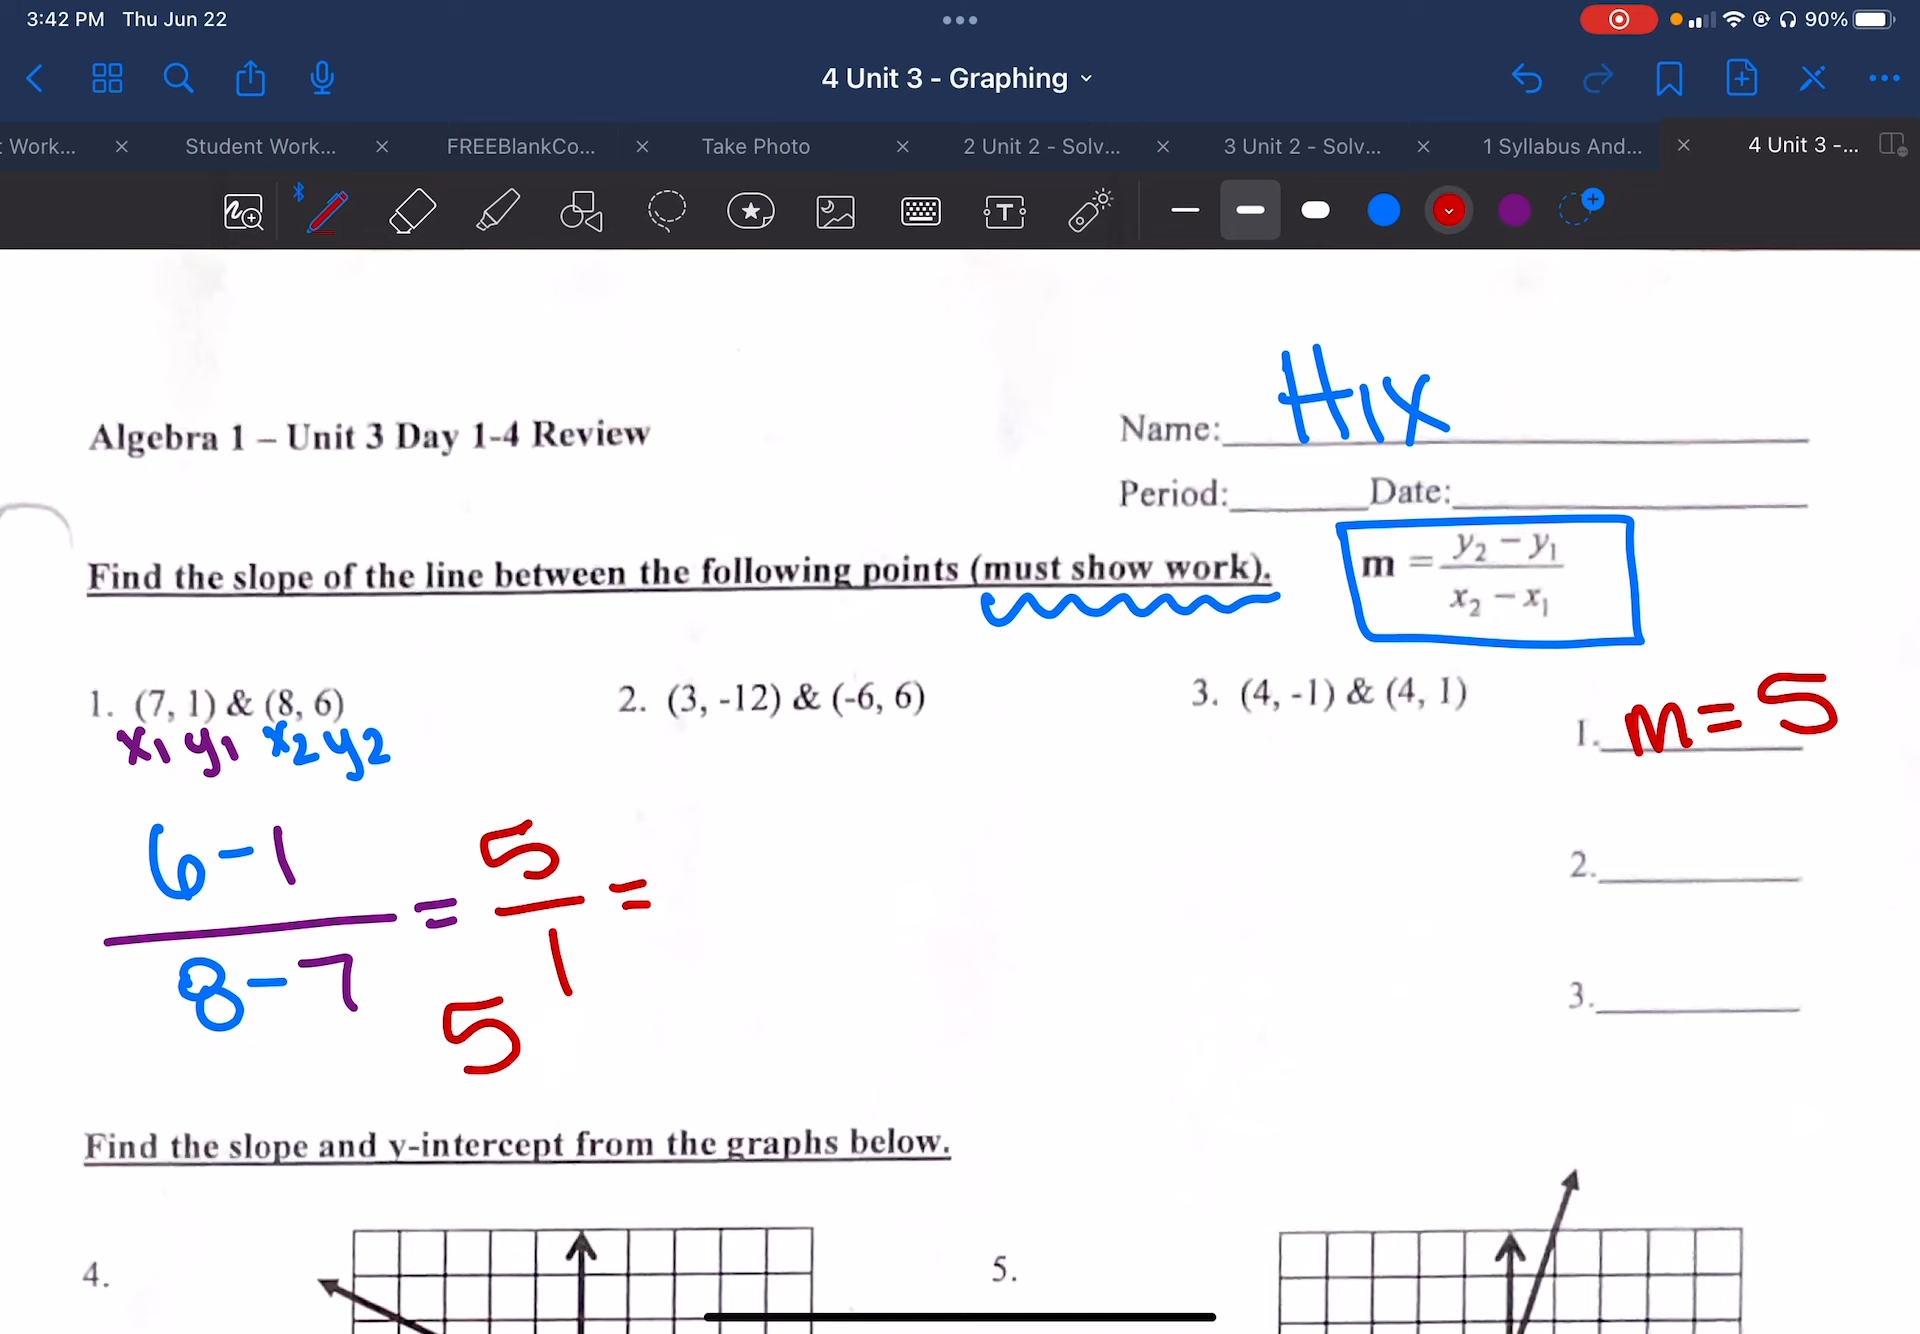 3:42 PM Thu Jun 22 90%
4 Unit 3 - Graphing
Work... Student Work... FREEBlankCo... Take Photo 2 Unit 2 - Solv... 3 Unit 2 - Solv... 1 Syllabus And... 4 Unit 3 -...
Algebra 1 – Unit 3 Day 1-4 Review
Name: HIX
Period: Date:
Find the slope of the line between the following points (must show work).
m = y₂ − y₁ / x₂ − x₁
1. (7, 1) & (8, 6)
x₁ y₁ x₂ y₂
6 − 1 / 8 − 7 = 5 / 1 =
5
2. (3, -12) & (-6, 6)
3. (4, -1) & (4, 1)
1. m = 5
2.
3.
Find the slope and y-intercept from the graphs below.
4.
5.